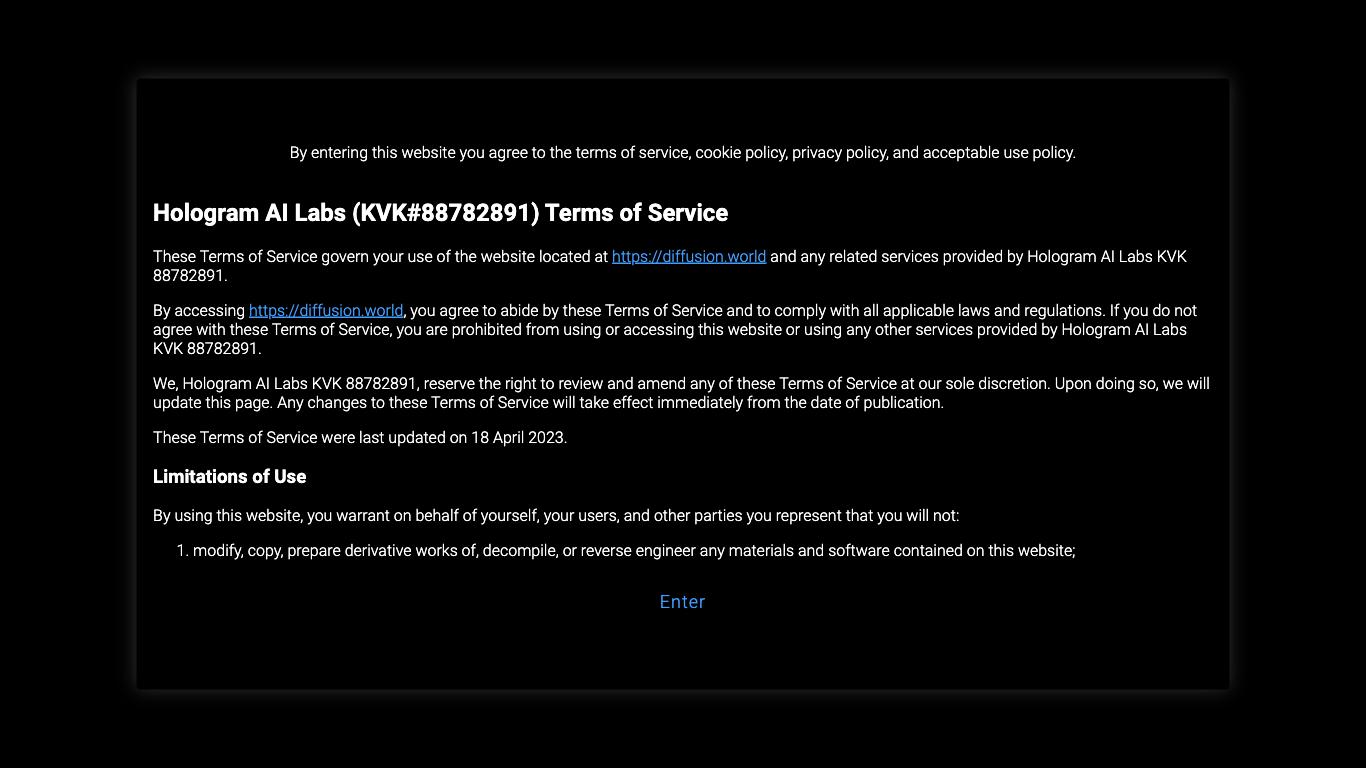 By entering this website you agree to the terms of service, cookie policy, privacy policy, and acceptable use policy.
Hologram AI Labs (KVK#88782891) Terms of Service
These Terms of Service govern your use of the website located at https://diffusion.world and any related services provided by Hologram AI Labs KVK
88782891.
By accessing https://diffusion.world, you agree to abide by these Terms of Service and to comply with all applicable laws and regulations. If you do not
agree with these Terms of Service, you are prohibited from using or accessing this website or using any other services provided by Hologram AI Labs
KVK 88782891.
We, Hologram AI Labs KVK 88782891, reserve the right to review and amend any of these Terms of Service at our sole discretion. Upon doing so, we will
update this page. Any changes to these Terms of Service will take effect immediately from the date of publication.
These Terms of Service were last updated on 18 April 2023.
Limitations of Use
By using this website, you warrant on behalf of yourself, your users, and other parties you represent that you will not:
1. modify, copy, prepare derivative works of, decompile, or reverse engineer any materials and software contained on this website;
Enter